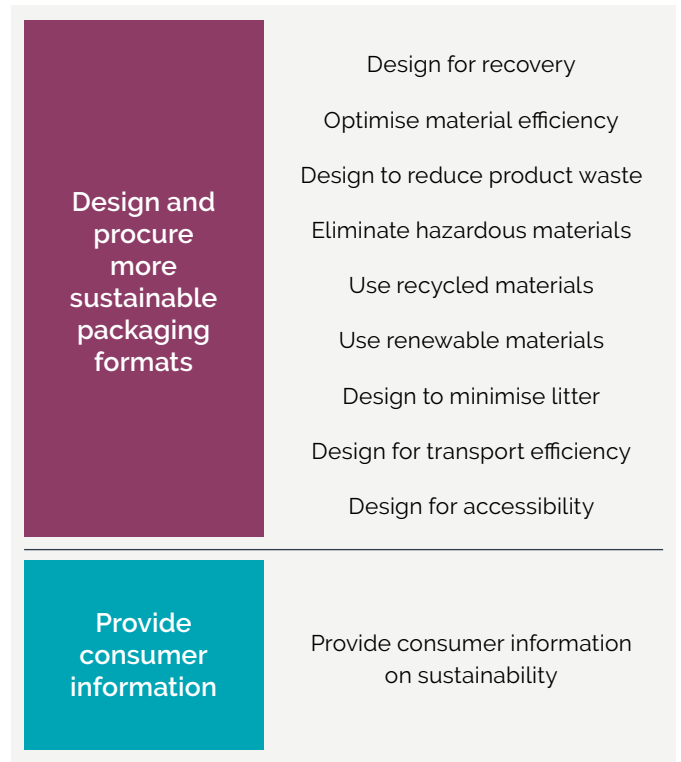 Design and
procure
more
sustainable
packaging
formats
Design for recovery
Optimise material efficiency
Design to reduce product waste
Eliminate hazardous materials
Use recycled materials
Use renewable materials
Design to minimise litter
Design for transport efficiency
Design for accessibility
Provide
consumer
information
Provide consumer information
on sustainability